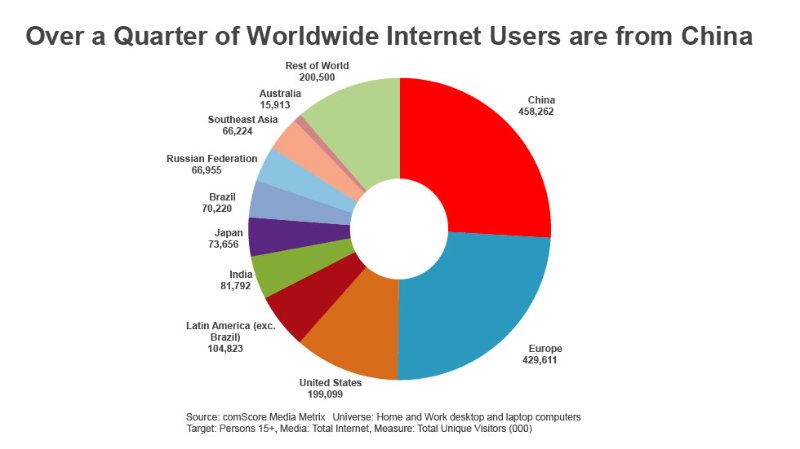 Over a Quarter of Worldwide Internet Users are from China
Rest of World
200,500
Australia
15,913
Southeast Asia
66,224
Russian Federation
66,955
Brazil
70,220
Japan
73,656
India
81,792
Latin America (exc.
Brazil)
104,823
United States
199,099
Europe
429,611
China
458,262
Source: comScore Media Metrix   Universe: Home and Work desktop and laptop computers
Target: Persons 15+, Media: Total Internet, Measure: Total Unique Visitors (000)